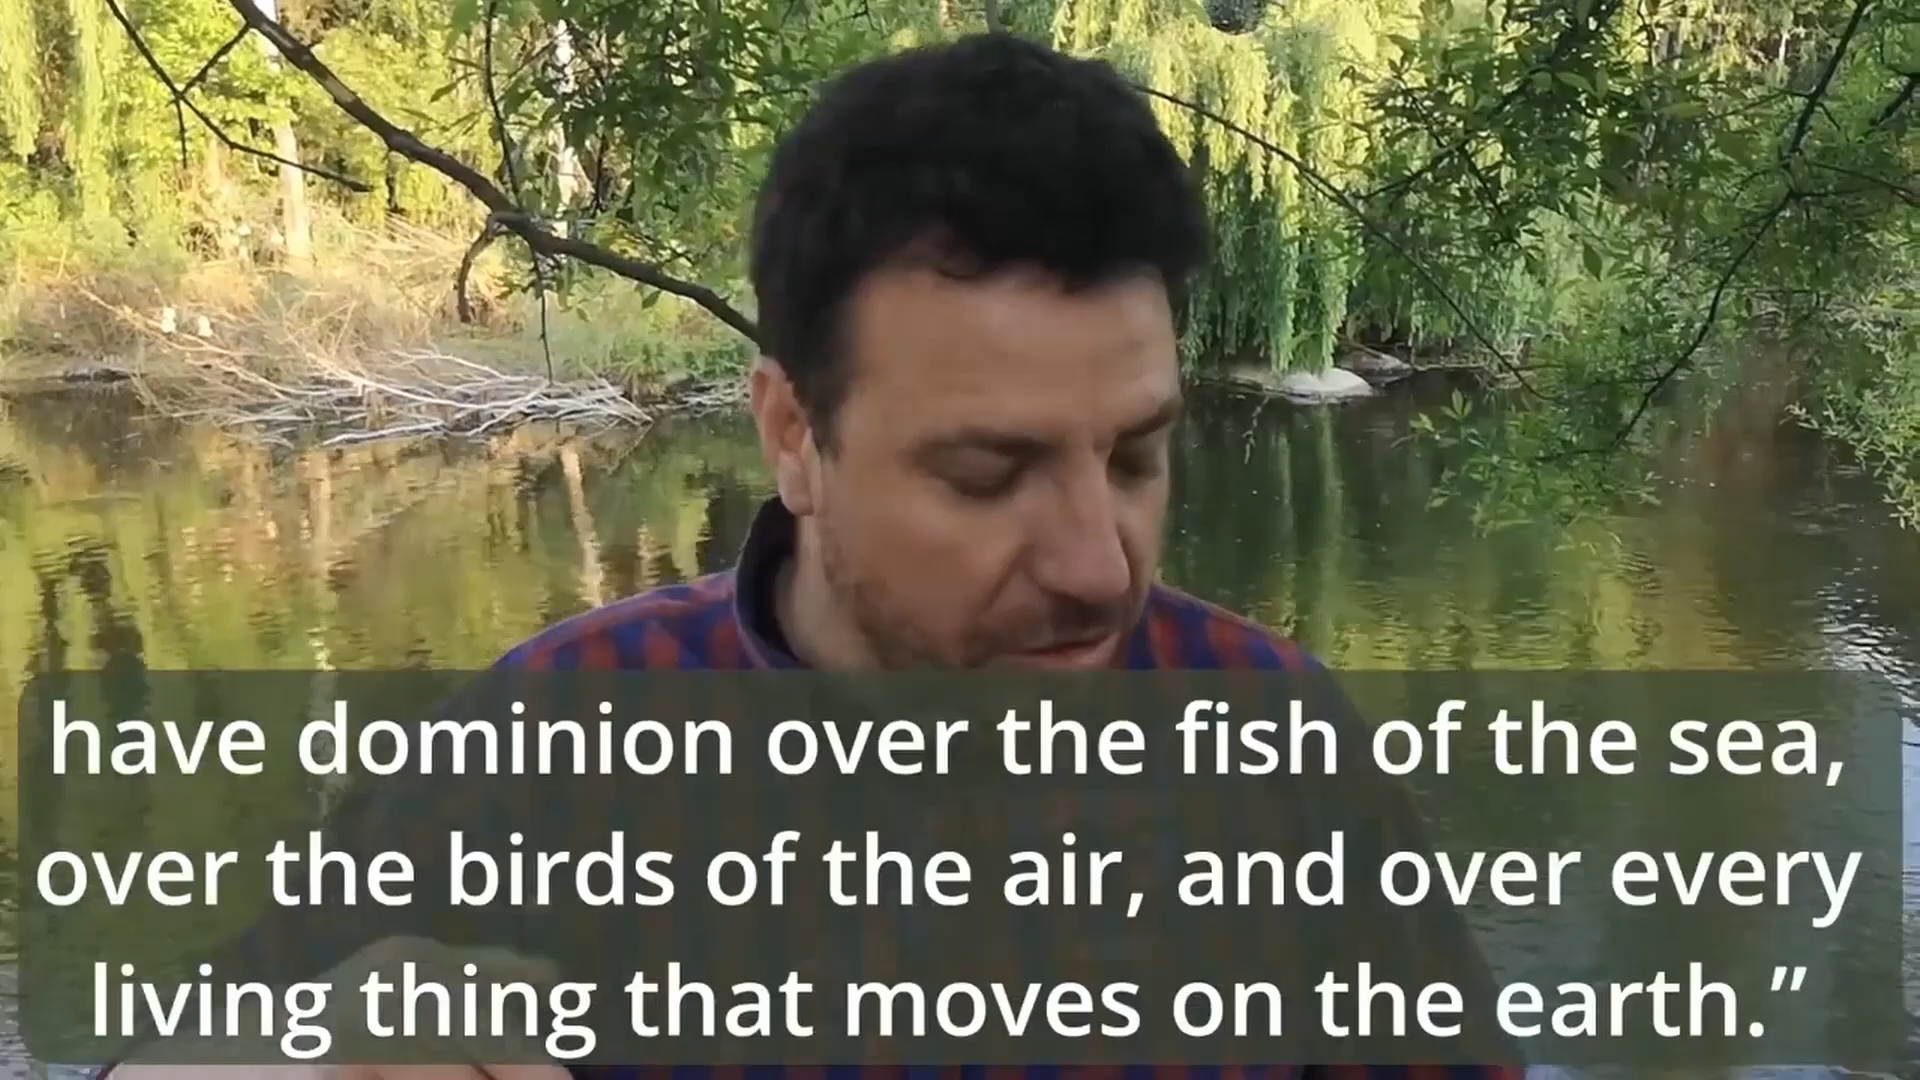 have dominion over the fish of the sea,
over the birds of the air, and over every
living thing that moves on the earth.”